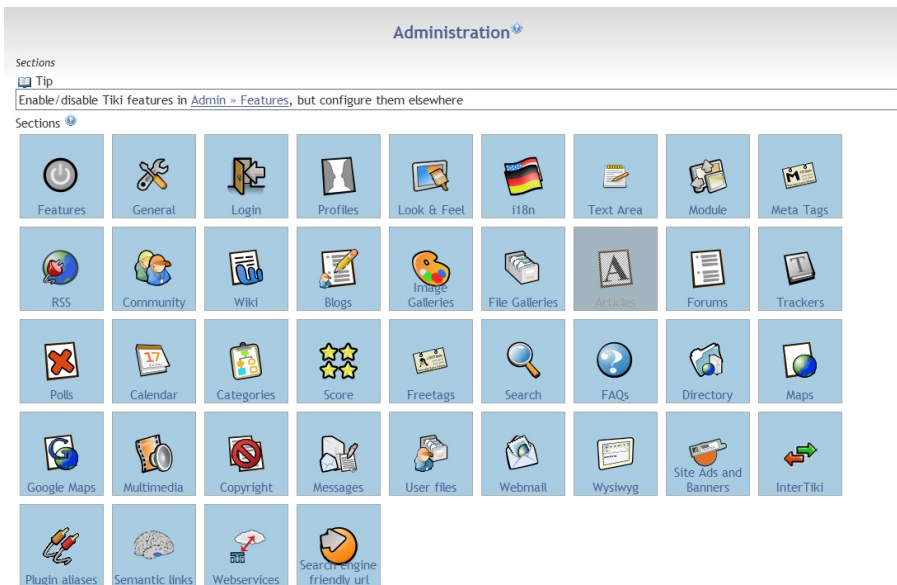 Administration
Sections
Tip
Enable/disable Tiki features in Admin » Features, but configure them elsewhere
Sections
Features General Login Profiles Look & Feel i18n Text Area Module Meta Tags
RSS Community Wiki Blogs Image Galleries File Galleries Articles Forums Trackers
Polls Calendar Categories Score Freetags Search FAQs Directory Maps
Google Maps Multimedia Copyright Messages User files Webmail Wysiwyg Site Ads and Banners InterTiki
Plugin aliases Semantic links Webservices Search engine friendly url